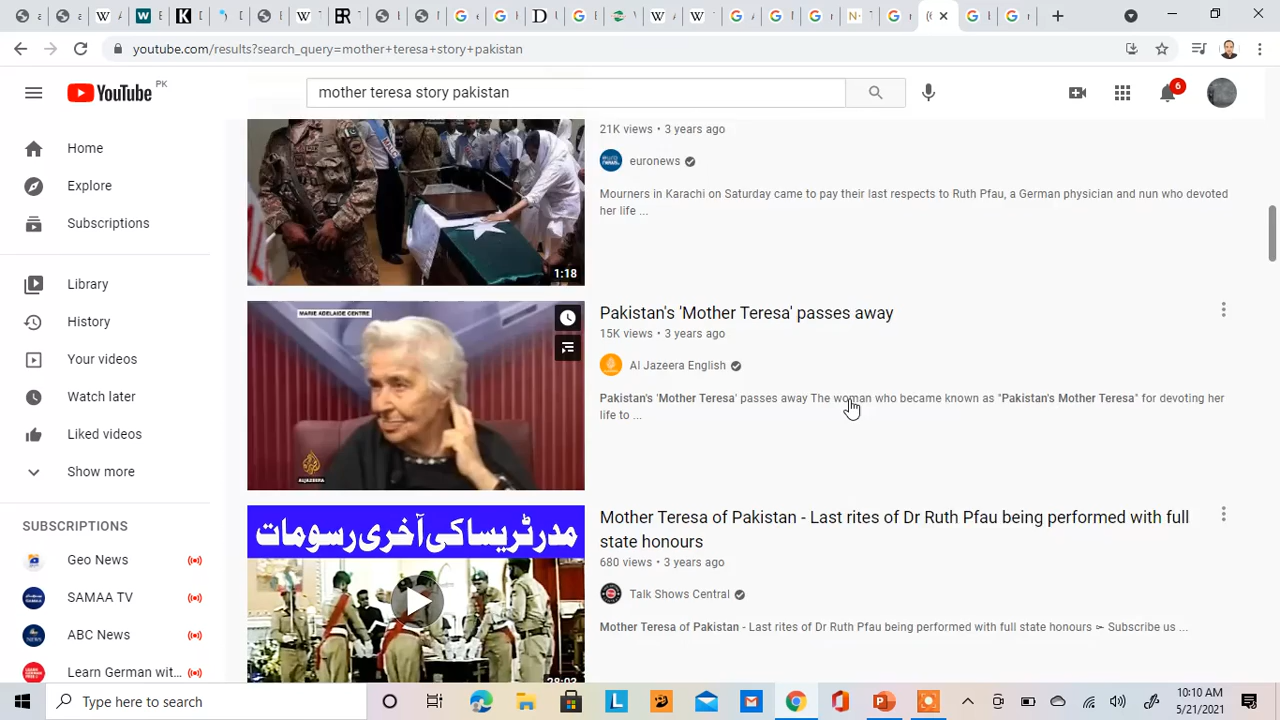 youtube.com/results?search_query=mother+teresa+story+pakistan
YouTube PK
mother teresa story pakistan
6
Home
Explore
Subscriptions
Library
History
Your videos
Watch later
Liked videos
Show more
SUBSCRIPTIONS
Geo News
SAMAA TV
ABC News
Learn German wit...
21K views • 3 years ago
euronews
Mourners in Karachi on Saturday came to pay their last respects to Ruth Pfau, a German physician and nun who devoted
her life ...
1:18
MARIE ADELAIDE CENTRE
ALJAZEERA
Pakistan's 'Mother Teresa' passes away
15K views • 3 years ago
Al Jazeera English
Pakistan's 'Mother Teresa' passes away The woman who became known as "Pakistan's Mother Teresa" for devoting her
life to ...
مدرٹریسا کی آخری رسومات
28:03
Mother Teresa of Pakistan - Last rites of Dr Ruth Pfau being performed with full
state honours
680 views • 3 years ago
Talk Shows Central
Mother Teresa of Pakistan - Last rites of Dr Ruth Pfau being performed with full state honours ➢ Subscribe us ...
Type here to search
10:10 AM
5/21/2021